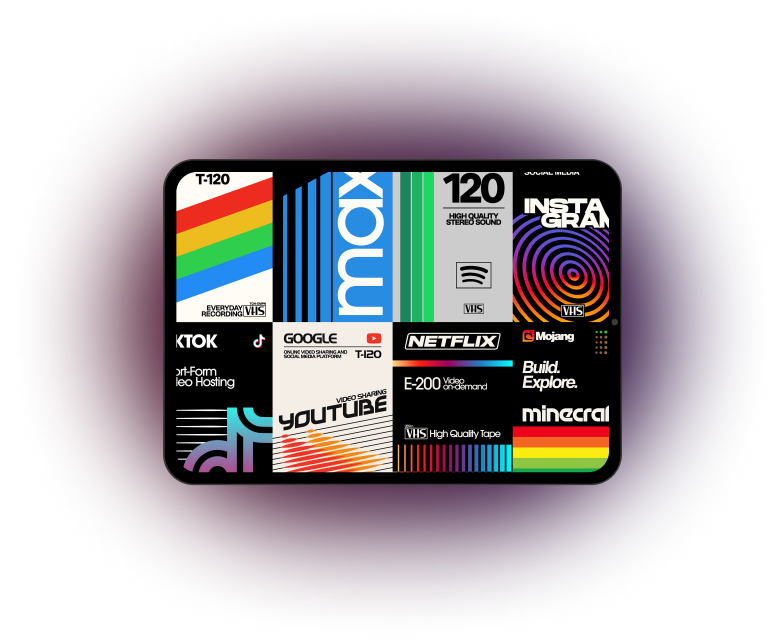 T-120
EVERYDAY
RECORDING VHS
max
120
HIGH QUALITY
STEREO SOUND
VHS
SOCIAL MEDIA
INSTA
GRAM
VHS
KTOK
ort-Form
deo Hosting
GOOGLE
ONLINE VIDEO SHARING AND
SOCIAL MEDIA PLATFORM
T-120
VIDEO SHARING
YOUTUBE
NETFLIX
E-200 Video
on-demand
VHS High Quality Tape
Mojang
Build.
Explore.
minecraf